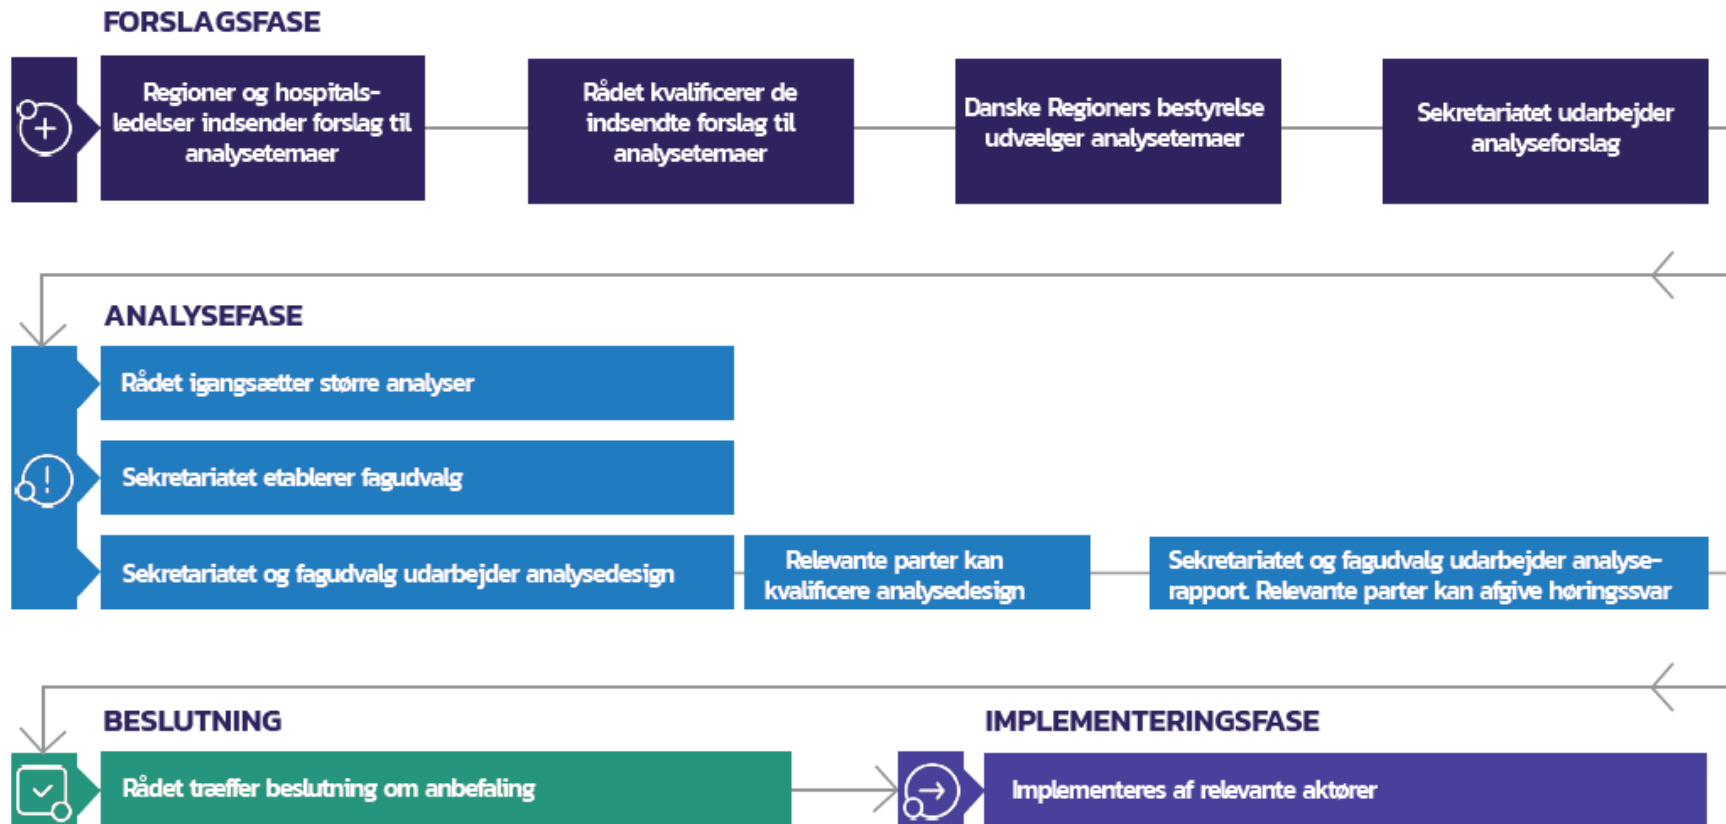 FORSLAGSFASE
Regioner og hospitals-
ledelser indsender forslag til
analysetemaer
Rådet kvalificerer de
indsendte forslag til
analysetemaer
Danske Regioners bestyrelse
udvælger analysetemaer
Sekretariatet udarbejder
analyseforslag
ANALYSEFASE
Rådet igangsætter større analyser
Sekretariatet etablerer fagudvalg
Sekretariatet og fagudvalg udarbejder analysedesign
Relevante parter kan
kvalificere analysedesign
Sekretariatet og fagudvalg udarbejder analyse-
rapport. Relevante parter kan afgive høringssvar
BESLUTNING
Rådet træffer beslutning om anbefaling
IMPLEMENTERINGSFASE
Implementeres af relevante aktører